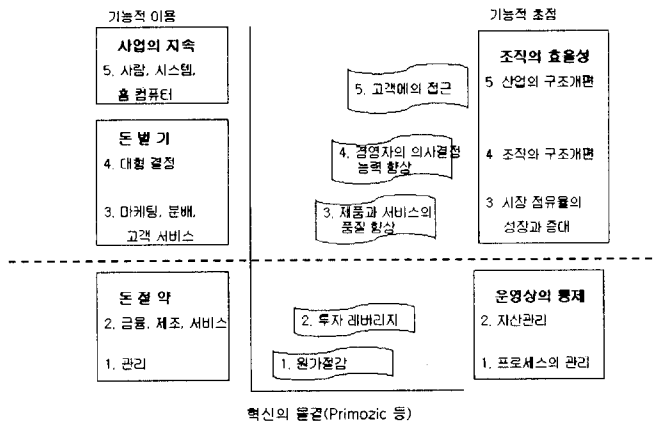 기능적 이용
사업의 지속
5. 사람, 시스템,
홈 컴퓨터
돈 벌 기
4. 대형 결정
3. 마케팅, 분배,
고객 서비스
돈 절 약
2. 금융, 제조, 서비스
1. 관리
5. 고객에의 접근
4. 경영자의 의사결정
능력 향상
3. 제품과 서비스의
품질 향상
2. 투자 레버리지
1. 원가절감
기능적 초점
조직의 효율성
5 산업의 구조개편
4 조직와 구조개편
3 시장 점유율의
성장과 증대
운영상의 통제
2. 자산관리
1. 프로세스의 관리
혁신의 물결(Primozic 등)